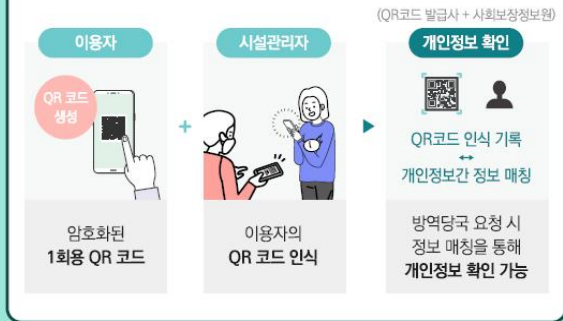 (QR코드 발급사 + 사회보장정보원)
이용자
시설관리자
개인정보 확인
QR 코드
생성
QR코드 인식 기록
↔
개인정보간 정보 매칭
암호화된
1회용 QR 코드
이용자의
QR 코드 인식
방역당국 요청 시
정보 매칭을 통해
개인정보 확인 가능